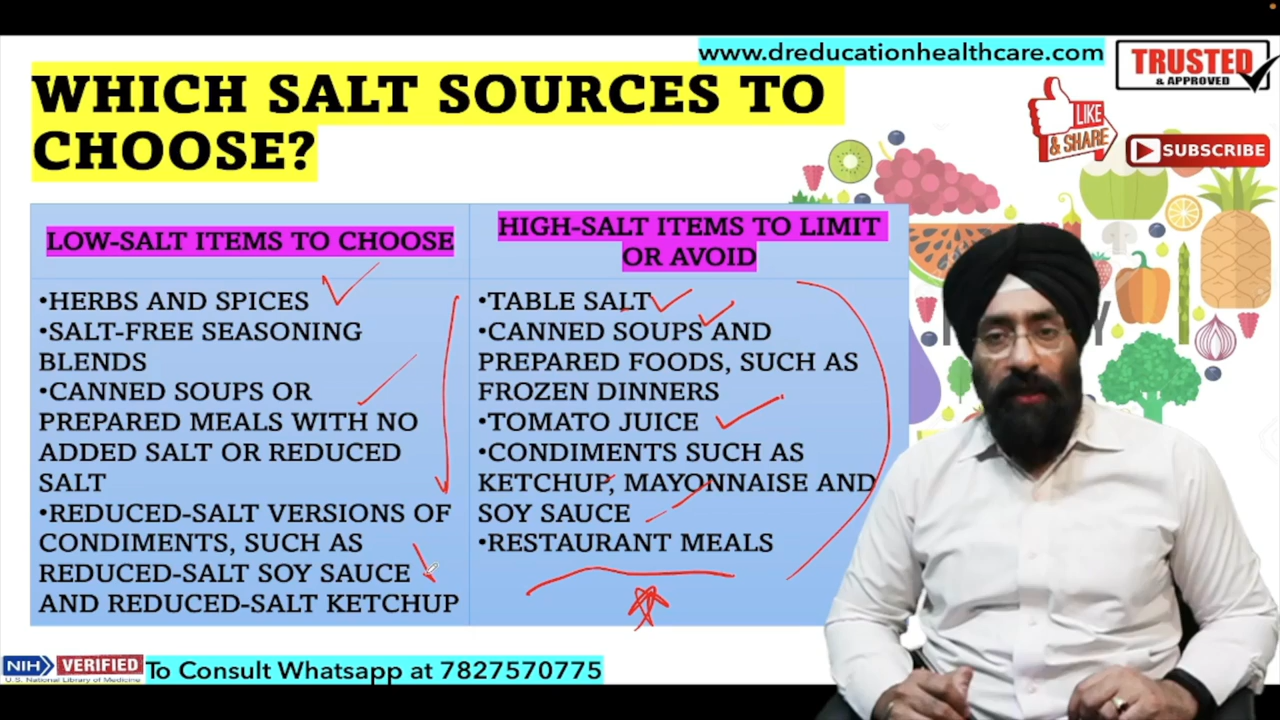 www.dreducationhealthcare.com
TRUSTED
& APPROVED
WHICH SALT SOURCES TO
CHOOSE?
LIKE
& SHARE
SUBSCRIBE
LOW-SALT ITEMS TO CHOOSE
•HERBS AND SPICES
•SALT-FREE SEASONING
BLENDS
•CANNED SOUPS OR
PREPARED MEALS WITH NO
ADDED SALT OR REDUCED
SALT
•REDUCED-SALT VERSIONS OF
CONDIMENTS, SUCH AS
REDUCED-SALT SOY SAUCE
AND REDUCED-SALT KETCHUP
HIGH-SALT ITEMS TO LIMIT
OR AVOID
•TABLE SALT
•CANNED SOUPS AND
PREPARED FOODS, SUCH AS
FROZEN DINNERS
•TOMATO JUICE
•CONDIMENTS SUCH AS
KETCHUP, MAYONNAISE AND
SOY SAUCE
•RESTAURANT MEALS
NIH VERIFIED
U.S. National Library of Medicine
To Consult Whatsapp at 7827570775